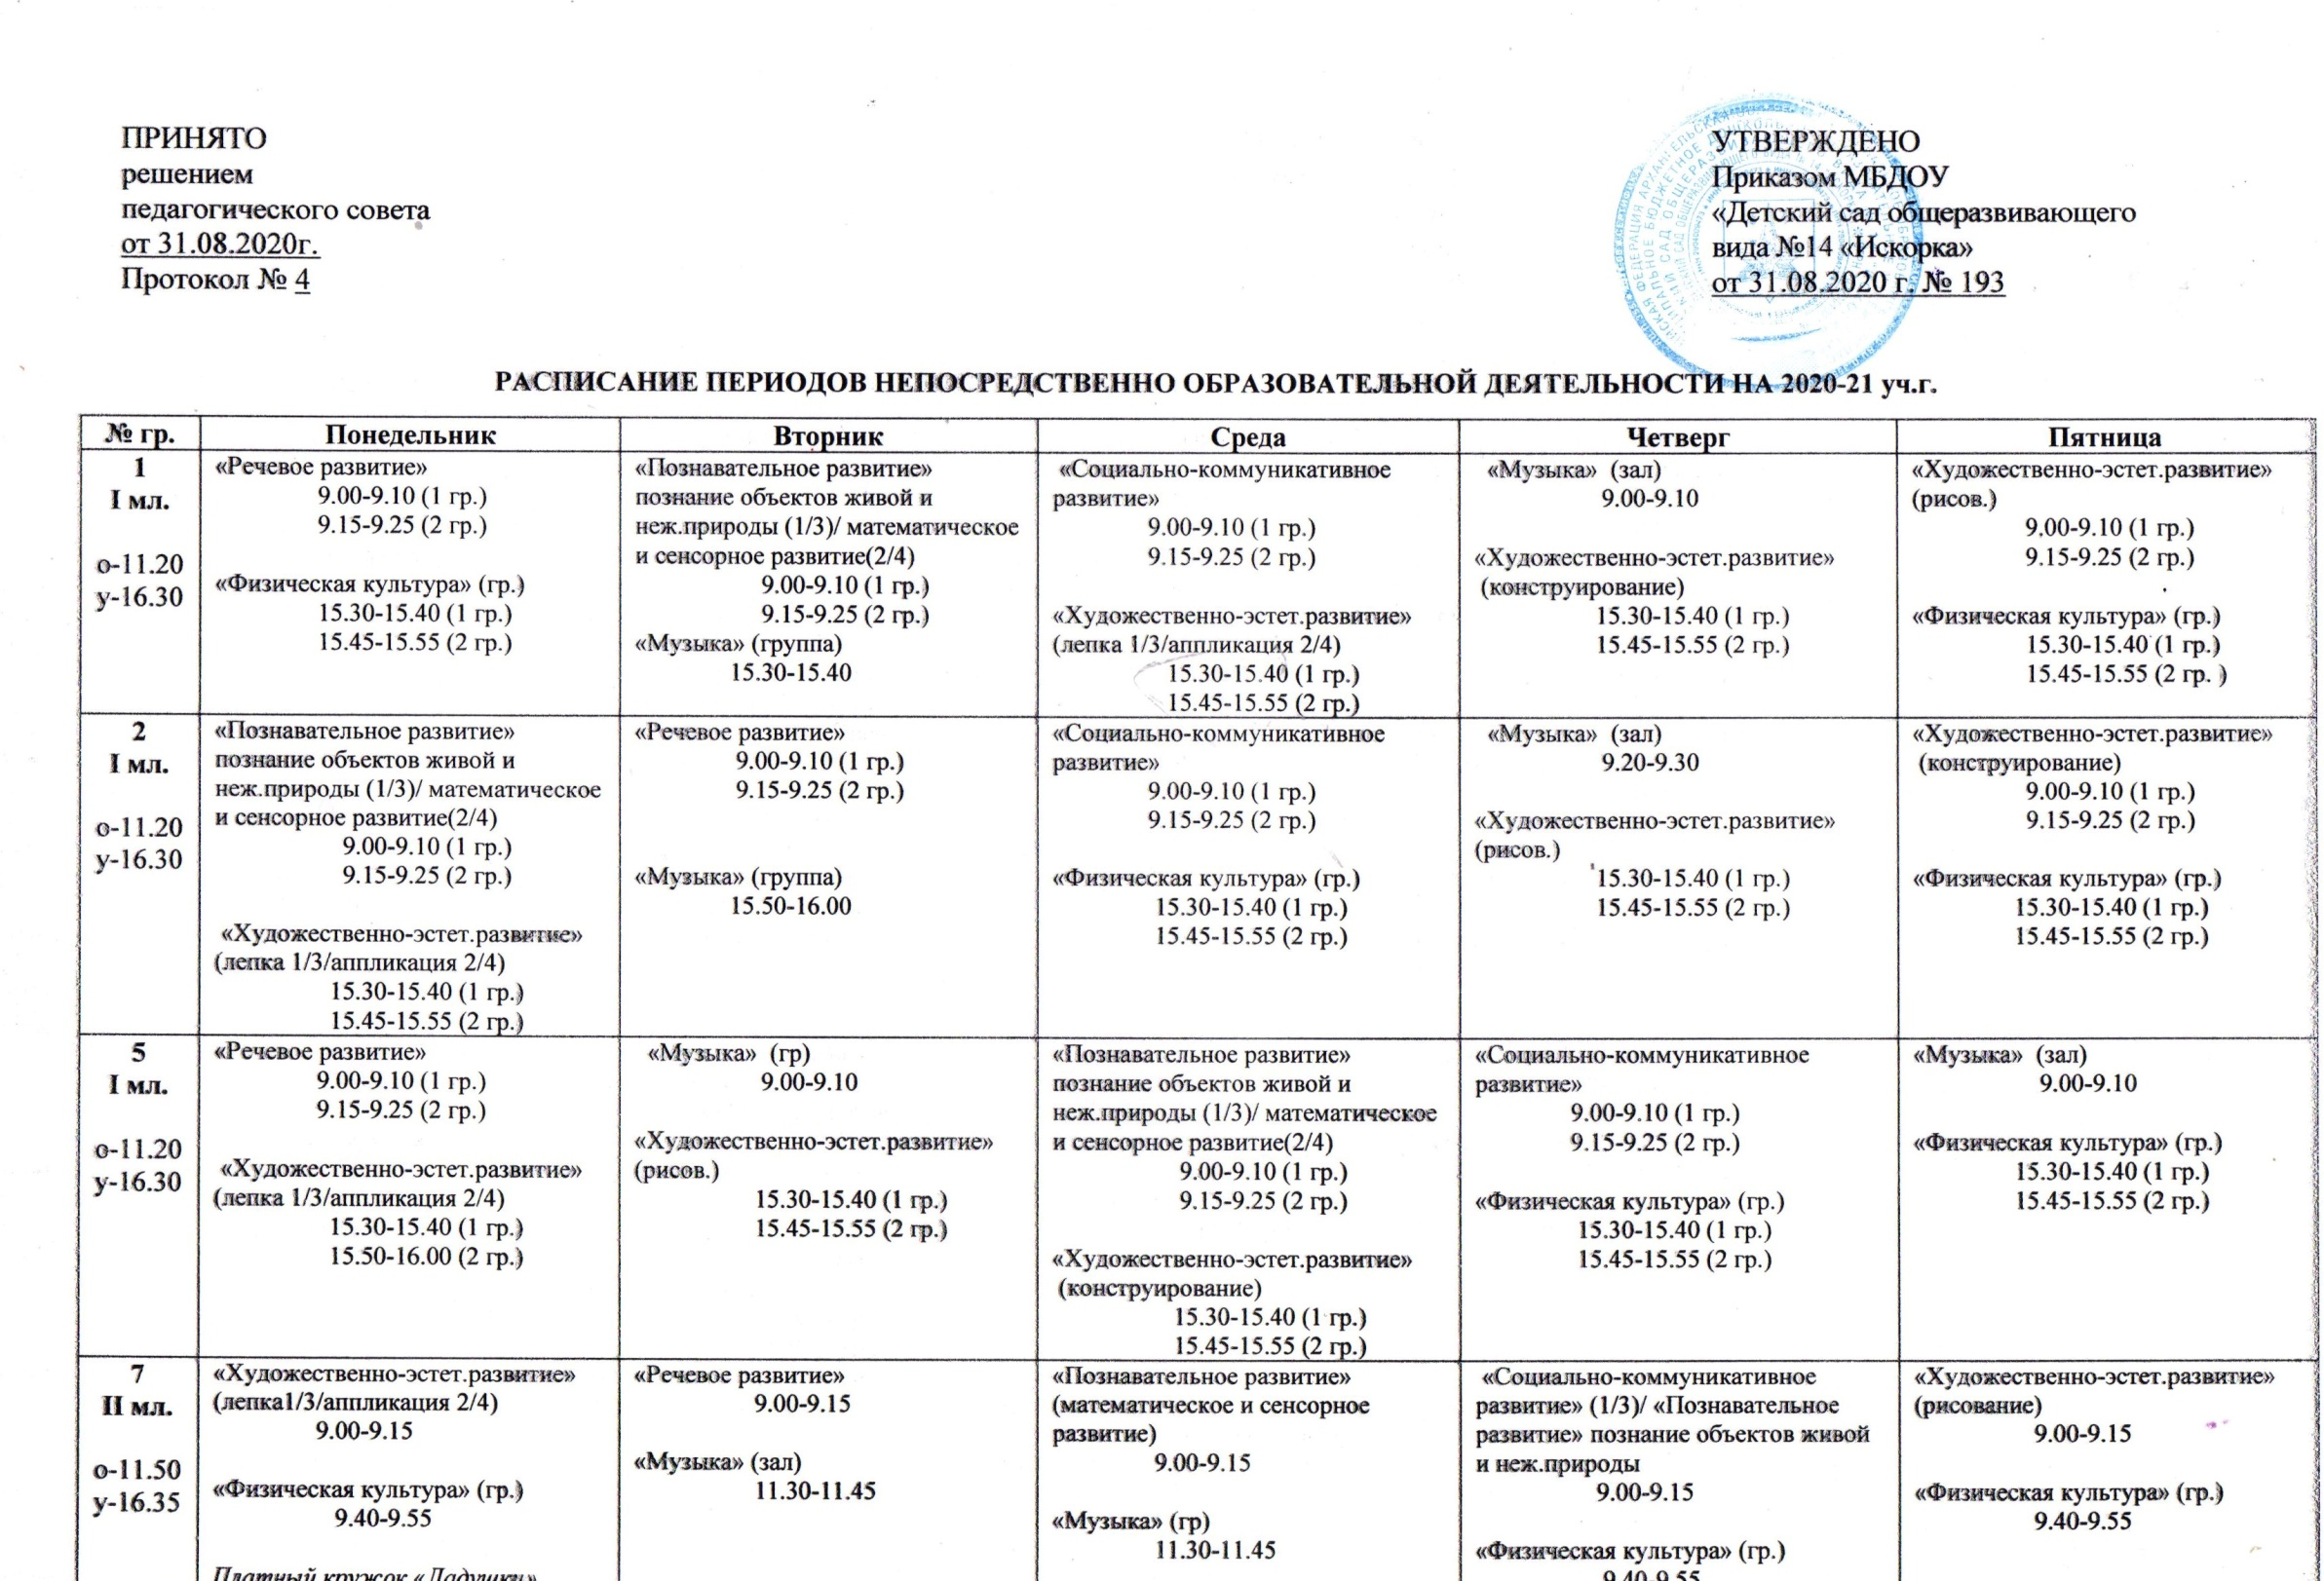 ПРИНЯТО
решением
педагогического совета
от 31.08.2020г.
Протокол № 4
УТВЕРЖДЕНО
Приказом МБДОУ
«Детский сад общеразвивающего
вида №14 «Искорка»
от 31.08.2020 г. № 193
РАСПИСАНИЕ ПЕРИОДОВ НЕПОСРЕДСТВЕННО ОБРАЗОВАТЕЛЬНОЙ ДЕЯТЕЛЬНОСТИ НА 2020-21 уч.г.
№ гр.
Понедельник
Вторник
Среда
Четверг
Пятница
1
I мл.
о-11.20
у-16.30
«Речевое развитие»
9.00-9.10 (1 гр.)
9.15-9.25 (2 гр.)
«Физическая культура» (гр.)
15.30-15.40 (1 гр.)
15.45-15.55 (2 гр.)
«Познавательное развитие»
познание объектов живой и
неж.природы (1/3)/ математическое
и сенсорное развитие(2/4)
9.00-9.10 (1 гр.)
9.15-9.25 (2 гр.)
«Музыка» (группа)
15.30-15.40
«Социально-коммуникативное
развитие»
9.00-9.10 (1 гр.)
9.15-9.25 (2 гр.)
«Художественно-эстет.развитие»
(лепка 1/3/аппликация 2/4)
15.30-15.40 (1 гр.)
15.45-15.55 (2 гр.)
«Музыка» (зал)
9.00-9.10
«Художественно-эстет.развитие»
(конструирование)
15.30-15.40 (1 гр.)
15.45-15.55 (2 гр.)
«Художественно-эстет.развитие»
(рисов.)
9.00-9.10 (1 гр.)
9.15-9.25 (2 гр.)
«Физическая культура» (гр.)
15.30-15.40 (1 гр.)
15.45-15.55 (2 гр. )
2
I мл.
о-11.20
у-16.30
«Познавательное развитие»
познание объектов живой и
неж.природы (1/3)/ математическое
и сенсорное развитие(2/4)
9.00-9.10 (1 гр.)
9.15-9.25 (2 гр.)
«Художественно-эстет.развитие»
(лепка 1/3/аппликация 2/4)
15.30-15.40 (1 гр.)
15.45-15.55 (2 гр.)
«Речевое развитие»
9.00-9.10 (1 гр.)
9.15-9.25 (2 гр.)
«Музыка» (группа)
15.50-16.00
«Социально-коммуникативное
развитие»
9.00-9.10 (1 гр.)
9.15-9.25 (2 гр.)
«Физическая культура» (гр.)
15.30-15.40 (1 гр.)
15.45-15.55 (2 гр.)
«Музыка» (зал)
9.20-9.30
«Художественно-эстет.развитие»
(рисов.)
15.30-15.40 (1 гр.)
15.45-15.55 (2 гр.)
«Художественно-эстет.развитие»
(конструирование)
9.00-9.10 (1 гр.)
9.15-9.25 (2 гр.)
«Физическая культура» (гр.)
15.30-15.40 (1 гр.)
15.45-15.55 (2 гр.)
5
I мл.
о-11.20
у-16.30
«Речевое развитие»
9.00-9.10 (1 гр.)
9.15-9.25 (2 гр.)
«Художественно-эстет.развитие»
(лепка 1/3/аппликация 2/4)
15.30-15.40 (1 гр.)
15.50-16.00 (2 гр.)
«Музыка» (гр)
9.00-9.10
«Художественно-эстет.развитие»
(рисов.)
15.30-15.40 (1 гр.)
15.45-15.55 (2 гр.)
«Познавательное развитие»
познание объектов живой и
неж.природы (1/3)/ математическое
и сенсорное развитие(2/4)
9.00-9.10 (1 гр.)
9.15-9.25 (2 гр.)
«Художественно-эстет.развитие»
(конструирование)
15.30-15.40 (1 гр.)
15.45-15.55 (2 гр.)
«Социально-коммуникативное
развитие»
9.00-9.10 (1 гр.)
9.15-9.25 (2 гр.)
«Физическая культура» (гр.)
15.30-15.40 (1 гр.)
15.45-15.55 (2 гр.)
«Музыка» (зал)
9.00-9.10
«Физическая культура» (гр.)
15.30-15.40 (1 гр.)
15.45-15.55 (2 гр.)
7
II мл.
о-11.50
у-16.35
«Художественно-эстет.развитие»
(лепка1/3/аппликация 2/4)
9.00-9.15
«Физическая культура» (гр.)
9.40-9.55
Платный кружок «Ладушки»
«Речевое развитие»
9.00-9.15
«Музыка» (зал)
11.30-11.45
«Познавательное развитие»
(математическое и сенсорное
развитие)
9.00-9.15
«Музыка» (гр)
11.30-11.45
«Социально-коммуникативное
развитие» (1/3)/ «Познавательное
развитие» познание объектов живой
и неж.природы
9.00-9.15
«Физическая культура» (гр.)
9.40-9.55
«Художественно-эстет.развитие»
(рисование)
9.00-9.15
«Физическая культура» (гр.)
9.40-9.55